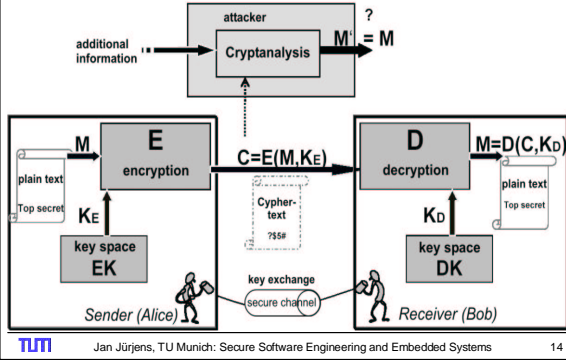 attacker
?
additional
information
Cryptanalysis
M' = M
M
E
encryption
plain text
Top secret
KE
key space
EK
C=E(M,KE)
Cypher-
text
?$5#
D
decryption
M=D(C,KD)
plain text
Top secret
KD
key space
DK
key exchange
secure channel
Sender (Alice)
Receiver (Bob)
TUM
Jan Jürjens, TU Munich: Secure Software Engineering and Embedded Systems
14